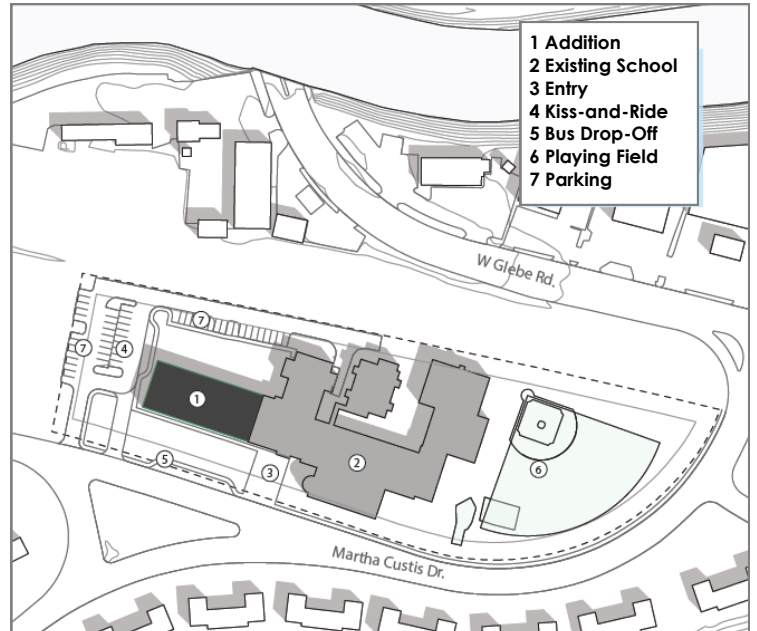 1 Addition
2 Existing School
3 Entry
4 Kiss-and-Ride
5 Bus Drop-Off
6 Playing Field
7 Parking
W Glebe Rd.
7
7
4
1
2
6
5
3
Martha Custis Dr.